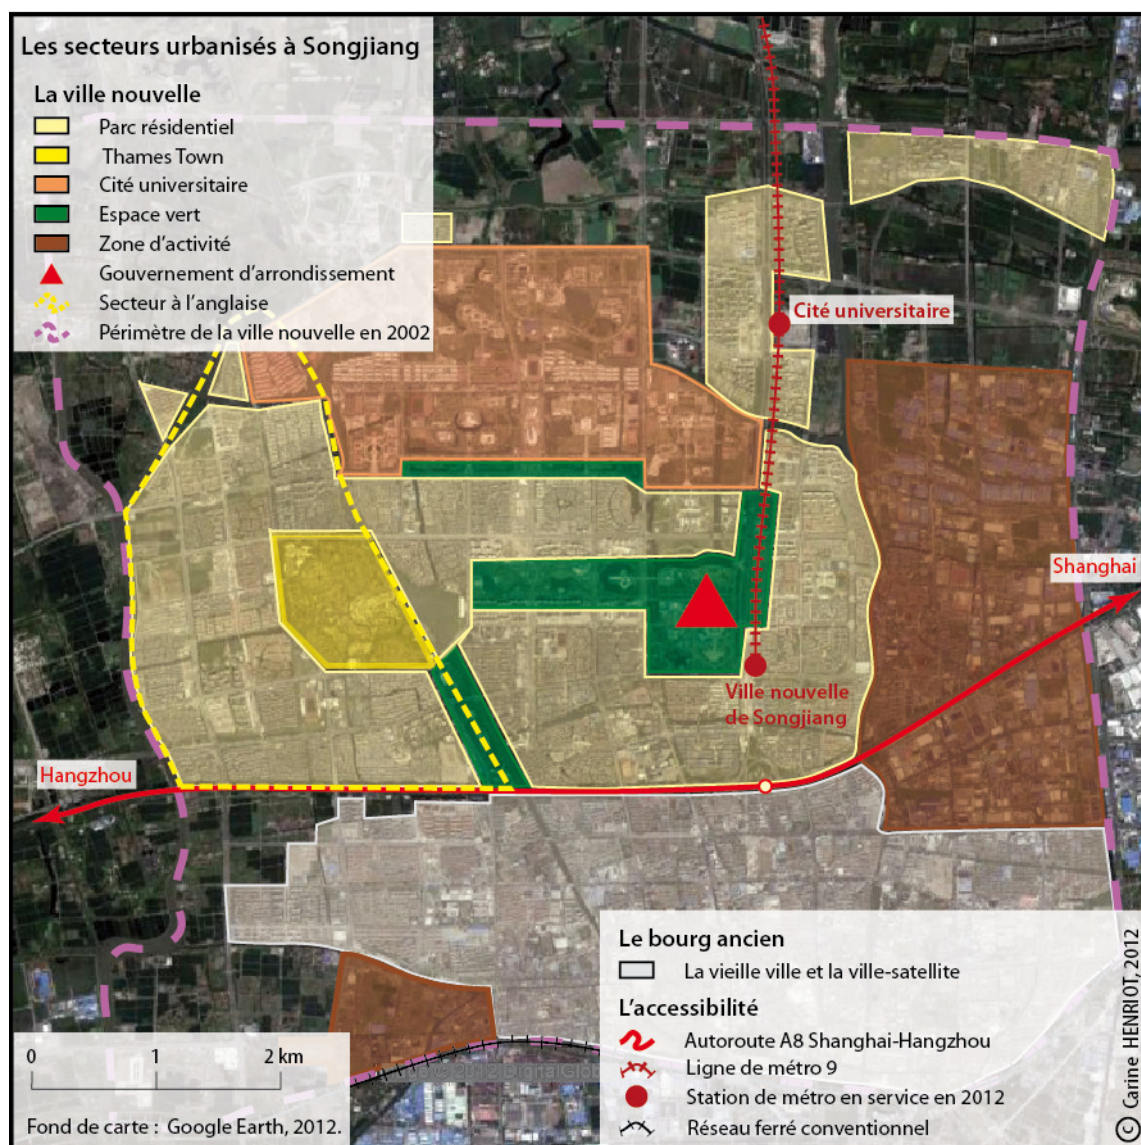 Les secteurs urbanisés à Songjiang
La ville nouvelle
Parc résidentiel
Thames Town
Cité universitaire
Espace vert
Zone d'activité
Gouvernement d'arrondissement
Secteur à l'anglaise
Périmètre de la ville nouvelle en 2002
Cité universitaire
Shanghai
Ville nouvelle
de Songjiang
Hangzhou
Le bourg ancien
La vieille ville et la ville-satellite
L'accessibilité
Autoroute A8 Shanghai-Hangzhou
Ligne de métro 9
Station de métro en service en 2012
Réseau ferré conventionnel
0 1 2 km
Fond de carte : Google Earth, 2012.
© Carine HENRIOT, 2012